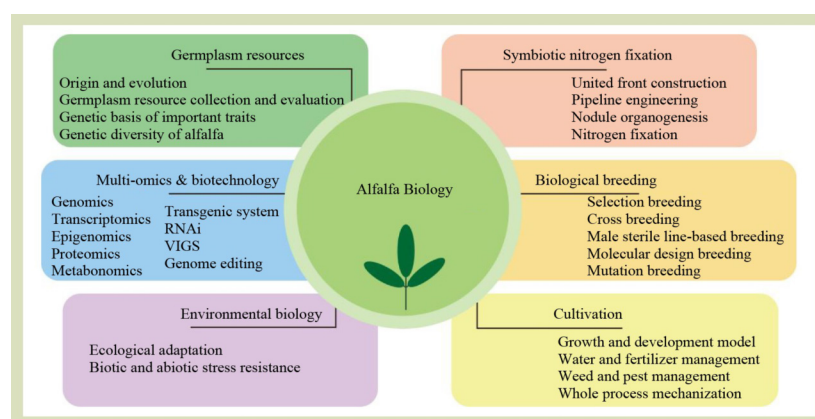 Germplasm resources
Origin and evolution
Germplasm resource collection and evaluation
Genetic basis of important traits
Genetic diversity of alfalfa
Symbiotic nitrogen fixation
United front construction
Pipeline engineering
Nodule organogenesis
Nitrogen fixation
Multi-omics & biotechnology
Genomics
Transcriptomics
Epigenomics
Proteomics
Metabonomics
Transgenic system
RNAi
VIGS
Genome editing
Alfalfa Biology
Biological breeding
Selection breeding
Cross breeding
Male sterile line-based breeding
Molecular design breeding
Mutation breeding
Environmental biology
Ecological adaptation
Biotic and abiotic stress resistance
Cultivation
Growth and development model
Water and fertilizer management
Weed and pest management
Whole process mechanization